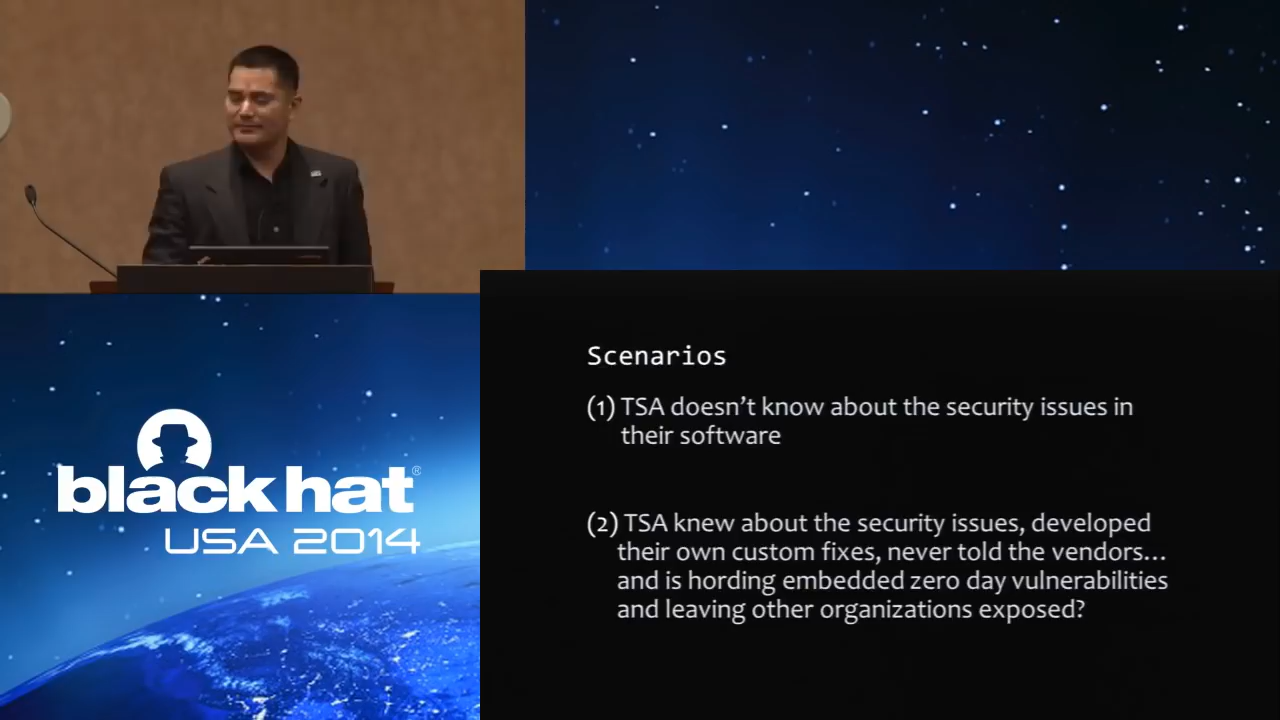 black hat®
USA 2014
Scenarios
(1) TSA doesn't know about the security issues in
their software
(2) TSA knew about the security issues, developed
their own custom fixes, never told the vendors...
and is hording embedded zero day vulnerabilities
and leaving other organizations exposed?